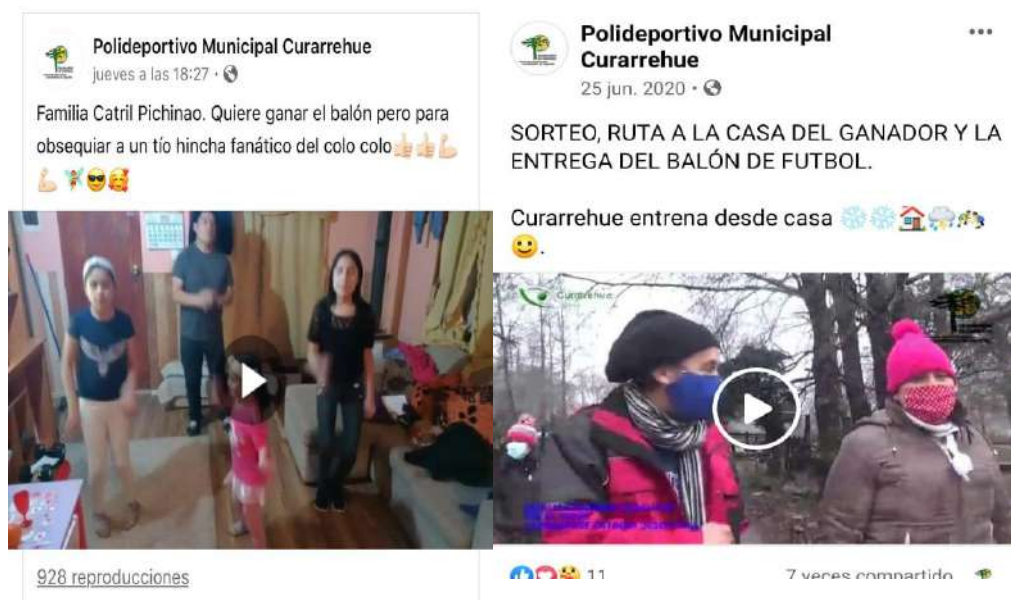 Polideportivo Municipal Curarrehue
jueves a las 18:27 ·
Familia Catril Pichinao. Quiere ganar el balón pero para
obsequiar a un tío hincha fanático del colo colo
928 reproducciones
Polideportivo Municipal
Curarrehue
25 jun. 2020 ·
SORTEO, RUTA A LA CASA DEL GANADOR Y LA
ENTREGA DEL BALÓN DE FUTBOL.
Curarrehue entrena desde casa
.
Curarrehue
11
7 veces compartido